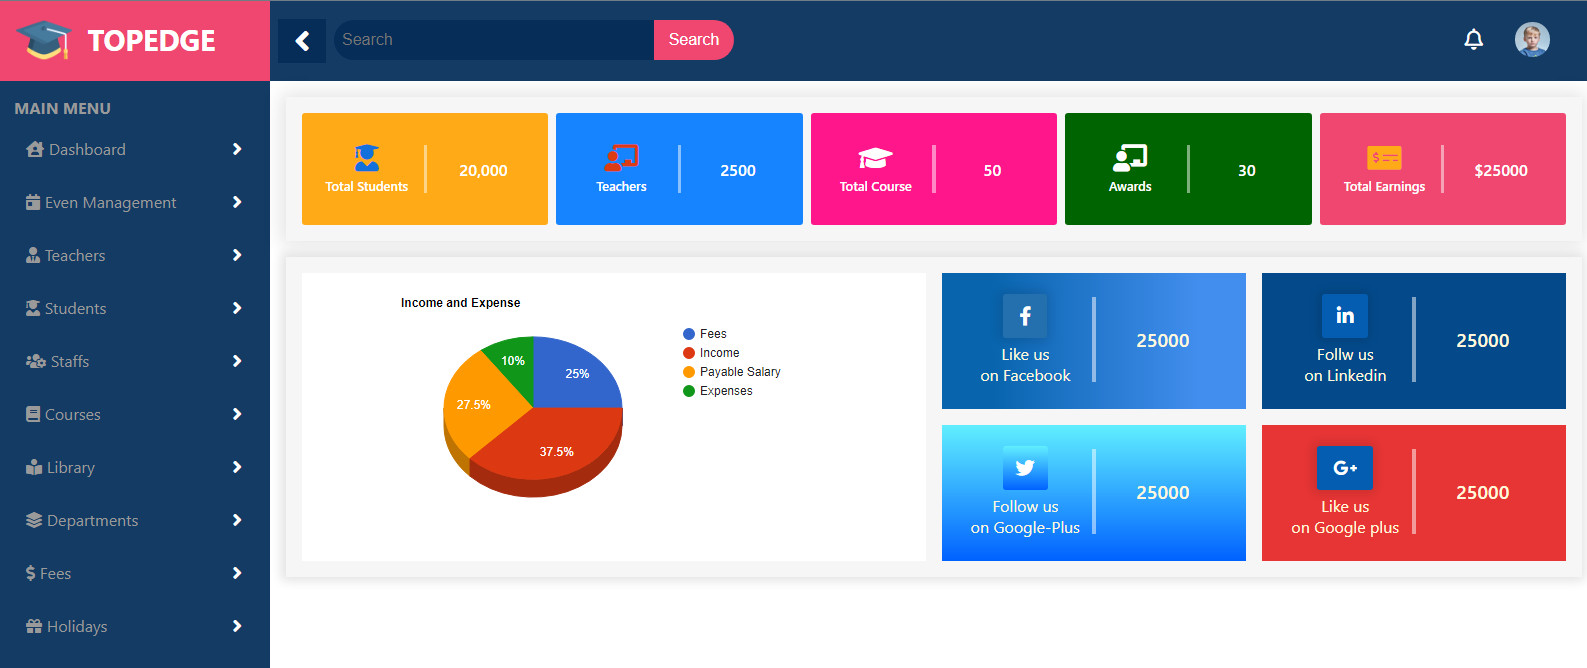 TOPEDGE
Search
Search
MAIN MENU
Dashboard
Even Management
Teachers
Students
Staffs
Courses
Library
Departments
Fees
Holidays
Total Students
20,000
Teachers
2500
Total Course
50
Awards
30
Total Earnings
$25000
Income and Expense
Fees
Income
Payable Salary
Expenses
10%
25%
27.5%
37.5%
Like us
on Facebook
25000
Follw us
on Linkedin
25000
Follow us
on Google-Plus
25000
G+
Like us
on Google plus
25000